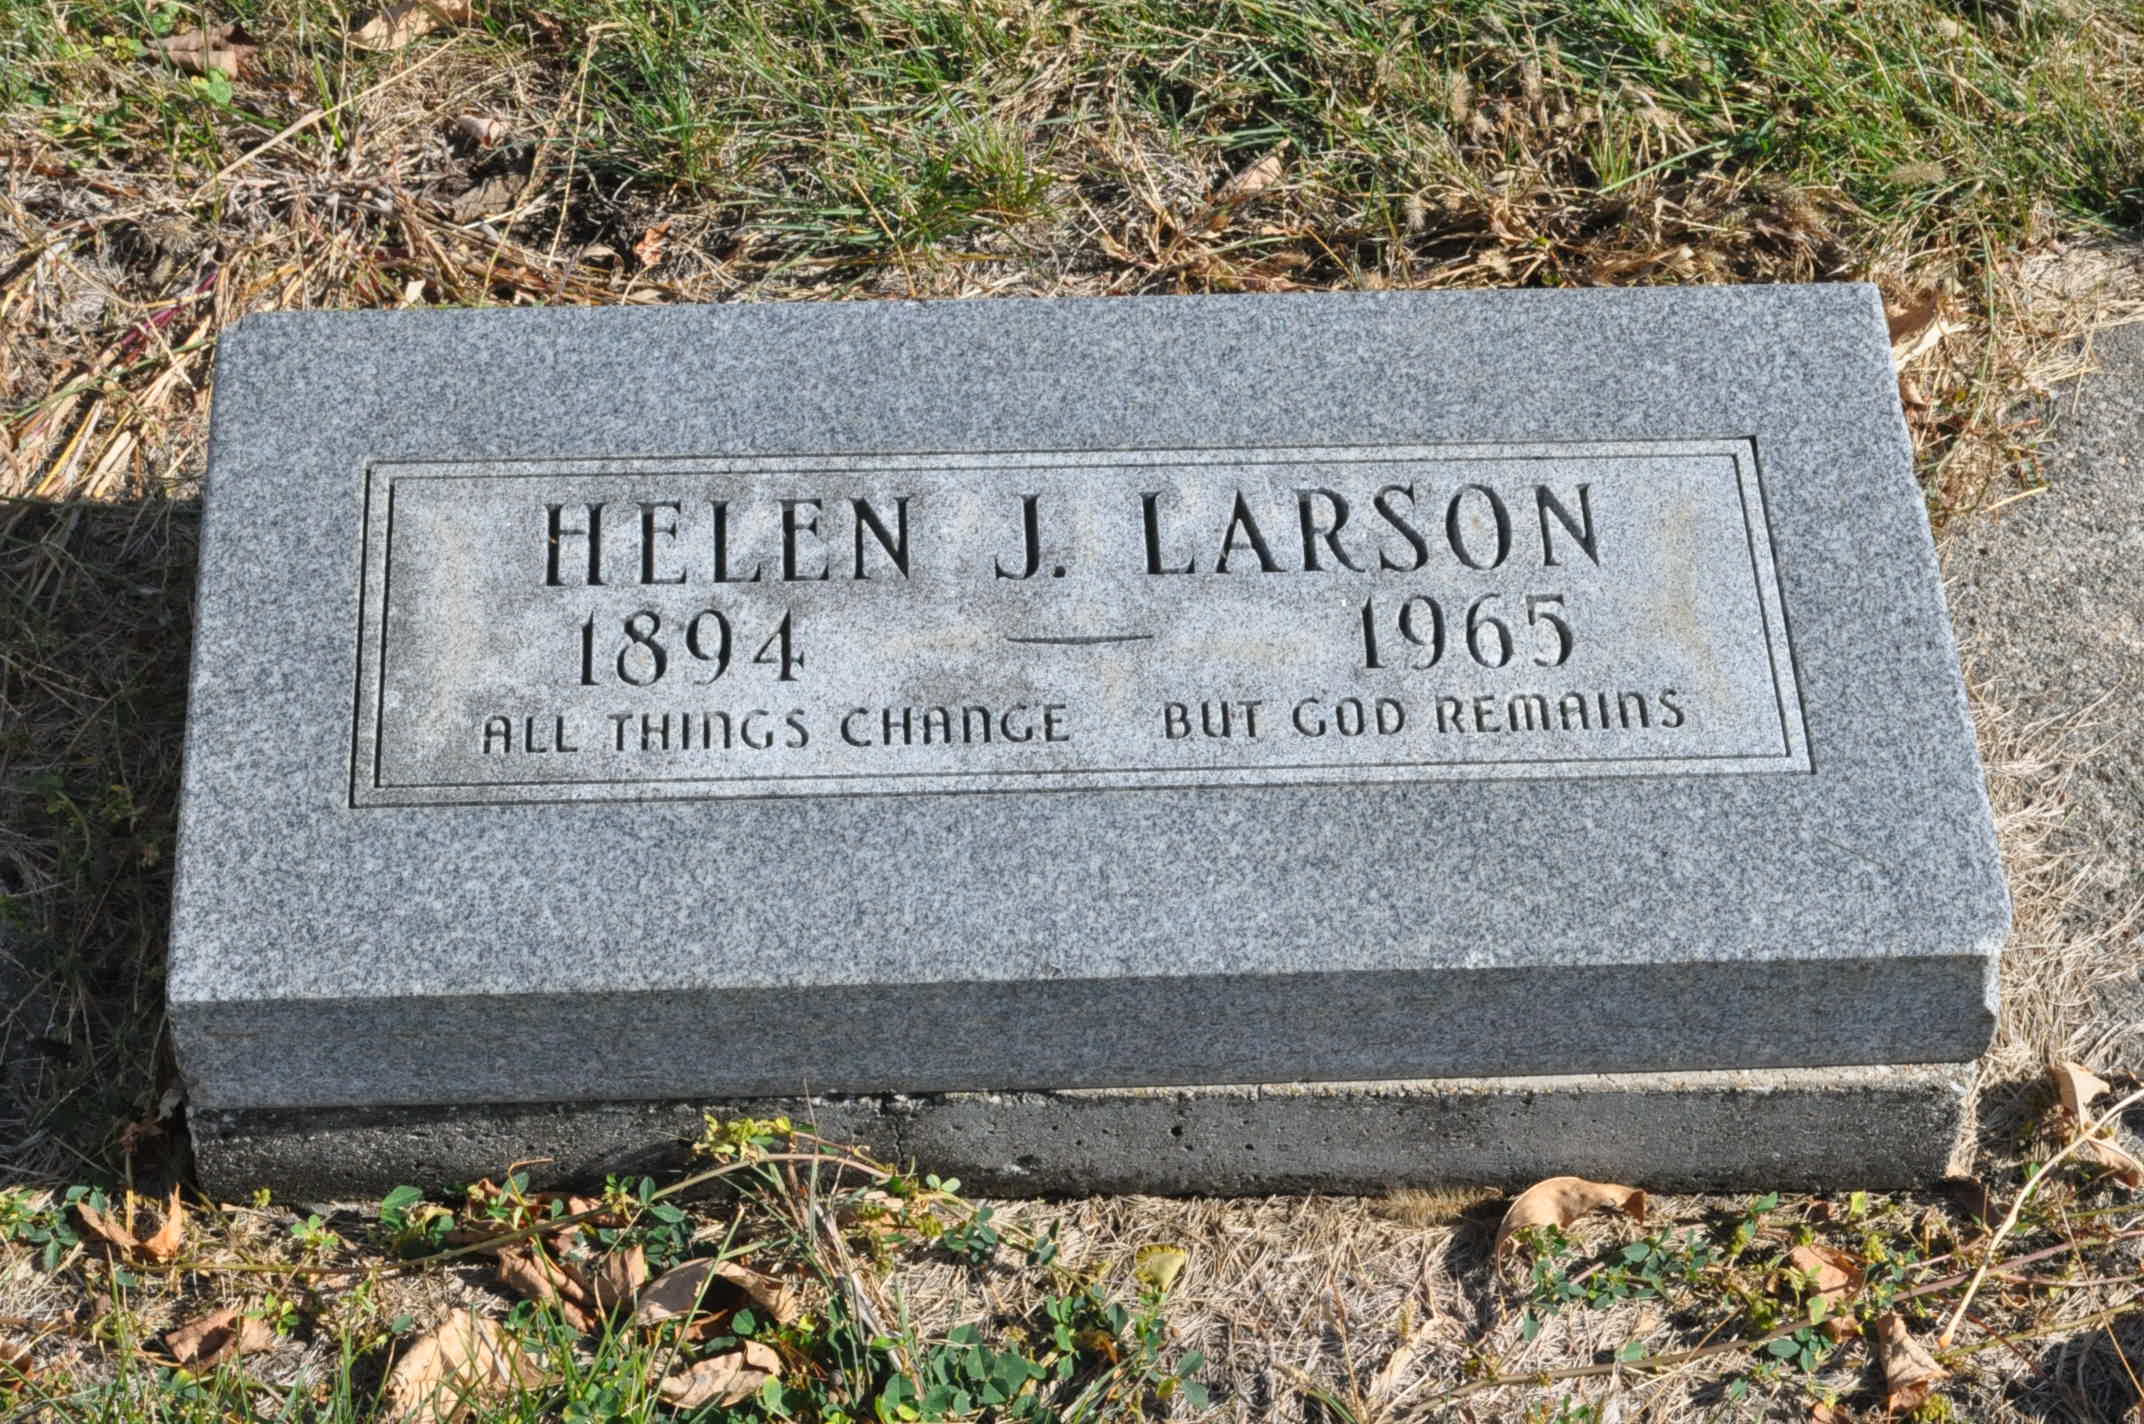 HELEN J. LARSON
1894 — 1965
ALL THINGS CHANGE BUT GOD REMAINS